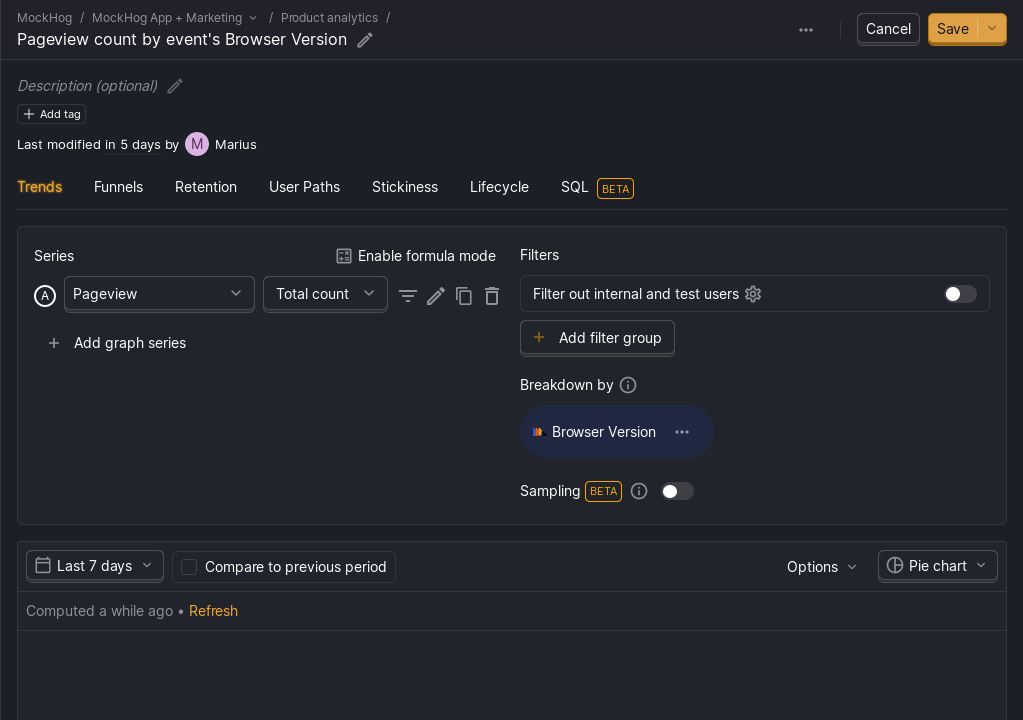 MockHog / MockHog App + Marketing / Product analytics /
Pageview count by event's Browser Version
Cancel
Save
Description (optional)
Add tag
Last modified in 5 days by M Marius
Trends Funnels Retention User Paths Stickiness Lifecycle SQL BETA
Series
Enable formula mode
A Pageview Total count
Add graph series
Filters
Filter out internal and test users
Add filter group
Breakdown by
Browser Version
Sampling BETA
Last 7 days
Compare to previous period
Options
Pie chart
Computed a while ago • Refresh